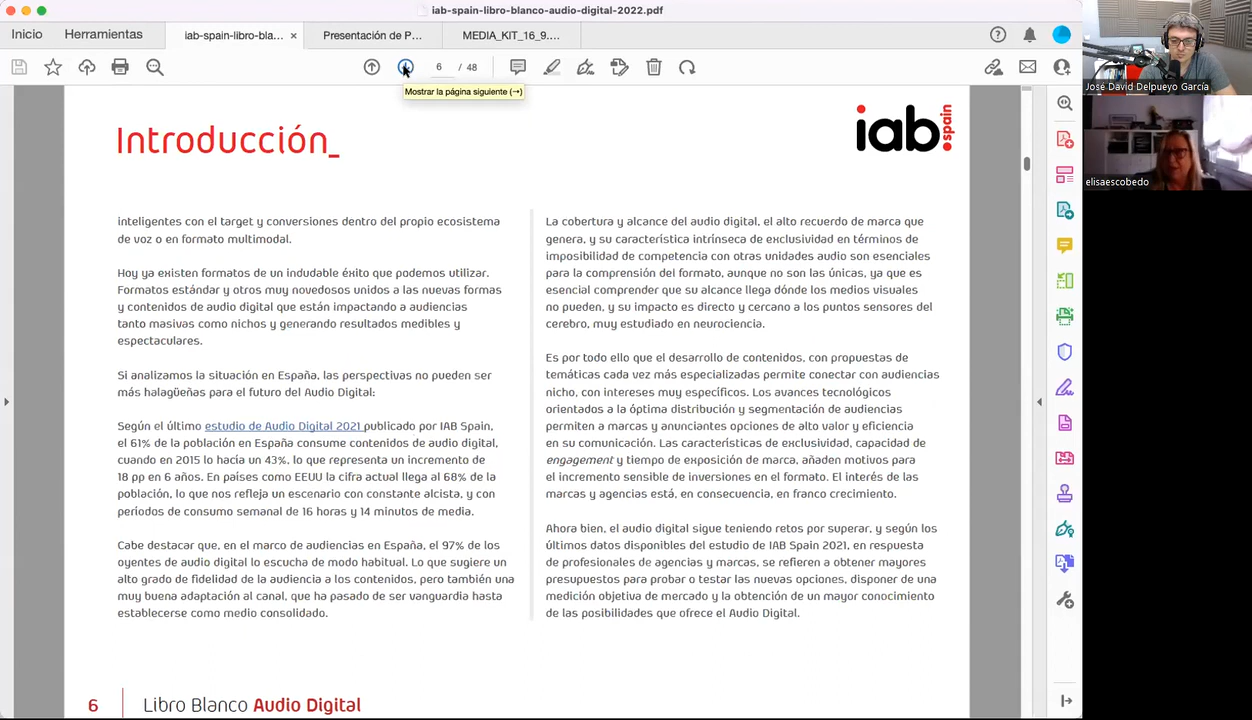 iab-spain-libro-blanco-audio-digital-2022.pdf
Inicio
Herramientas
iab-spain-libro-bla...
Presentación de P...
MEDIA_KIT_16_9....
6 / 48
Mostrar la página siguiente (→)
José David Delpueyo García
elisaescobedo
Introducción_
iab
spain
inteligentes con el target y conversiones dentro del propio ecosistema
de voz o en formato multimodal.
Hoy ya existen formatos de un indudable éxito que podemos utilizar.
Formatos estándar y otros muy novedosos unidos a las nuevas formas
y contenidos de audio digital que están impactando a audiencias
tanto masivas como nichos y generando resultados medibles y
espectaculares.
Si analizamos la situación en España, las perspectivas no pueden ser
más halagüeñas para el futuro del Audio Digital:
Según el último estudio de Audio Digital 2021 publicado por IAB Spain,
el 61% de la población en España consume contenidos de audio digital,
cuando en 2015 lo hacía un 43%, lo que representa un incremento de
18 pp en 6 años. En países como EEUU la cifra actual llega al 68% de la
población, lo que nos refleja un escenario con constante alcista, y con
períodos de consumo semanal de 16 horas y 14 minutos de media.
Cabe destacar que, en el marco de audiencias en España, el 97% de los
oyentes de audio digital lo escucha de modo habitual. Lo que sugiere un
alto grado de fidelidad de la audiencia a los contenidos, pero también una
muy buena adaptación al canal, que ha pasado de ser vanguardia hasta
establecerse como medio consolidado.
La cobertura y alcance del audio digital, el alto recuerdo de marca que
genera, y su característica intrínseca de exclusividad en términos de
imposibilidad de competencia con otras unidades audio son esenciales
para la comprensión del formato, aunque no son las únicas, ya que es
esencial comprender que su alcance llega dónde los medios visuales
no pueden, y su impacto es directo y cercano a los puntos sensores del
cerebro, muy estudiado en neurociencia.
Es por todo ello que el desarrollo de contenidos, con propuestas de
temáticas cada vez más especializadas permite conectar con audiencias
nicho, con intereses muy específicos. Los avances tecnológicos
orientados a la óptima distribución y segmentación de audiencias
permiten a marcas y anunciantes opciones de alto valor y eficiencia
en su comunicación. Las características de exclusividad, capacidad de
engagement y tiempo de exposición de marca, añaden motivos para
el incremento sensible de inversiones en el formato. El interés de las
marcas y agencias está, en consecuencia, en franco crecimiento.
Ahora bien, el audio digital sigue teniendo retos por superar, y según los
últimos datos disponibles del estudio de IAB Spain 2021, en respuesta
de profesionales de agencias y marcas, se refieren a obtener mayores
presupuestos para probar o testar las nuevas opciones, disponer de una
medición objetiva de mercado y la obtención de un mayor conocimiento
de las posibilidades que ofrece el Audio Digital.
6 Libro Blanco Audio Digital